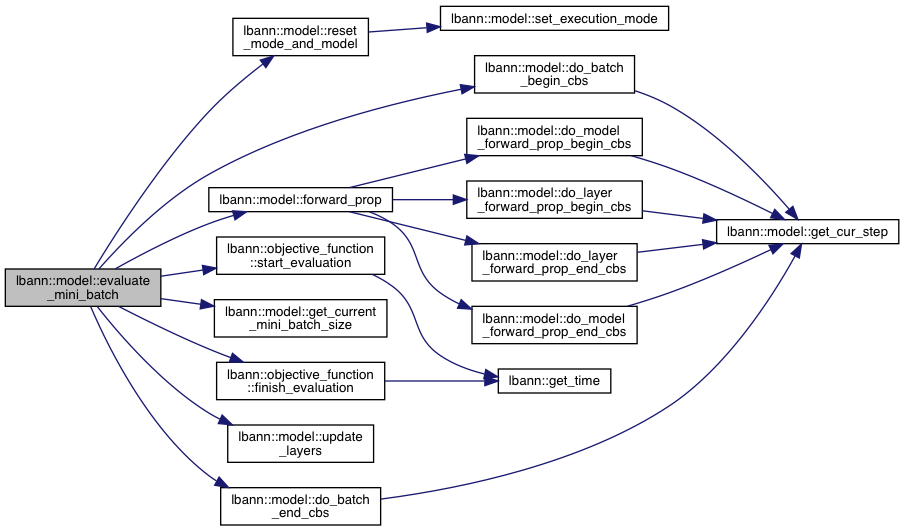 lbann::model::evaluate
_mini_batch
lbann::model::reset
_mode_and_model
lbann::model::set_execution_mode
lbann::model::do_batch
_begin_cbs
lbann::model::forward_prop
lbann::model::do_model
_forward_prop_begin_cbs
lbann::model::do_layer
_forward_prop_begin_cbs
lbann::model::do_layer
_forward_prop_end_cbs
lbann::model::do_model
_forward_prop_end_cbs
lbann::model::get_cur_step
lbann::objective_function
::start_evaluation
lbann::model::get_current
_mini_batch_size
lbann::objective_function
::finish_evaluation
lbann::get_time
lbann::model::update
_layers
lbann::model::do_batch
_end_cbs